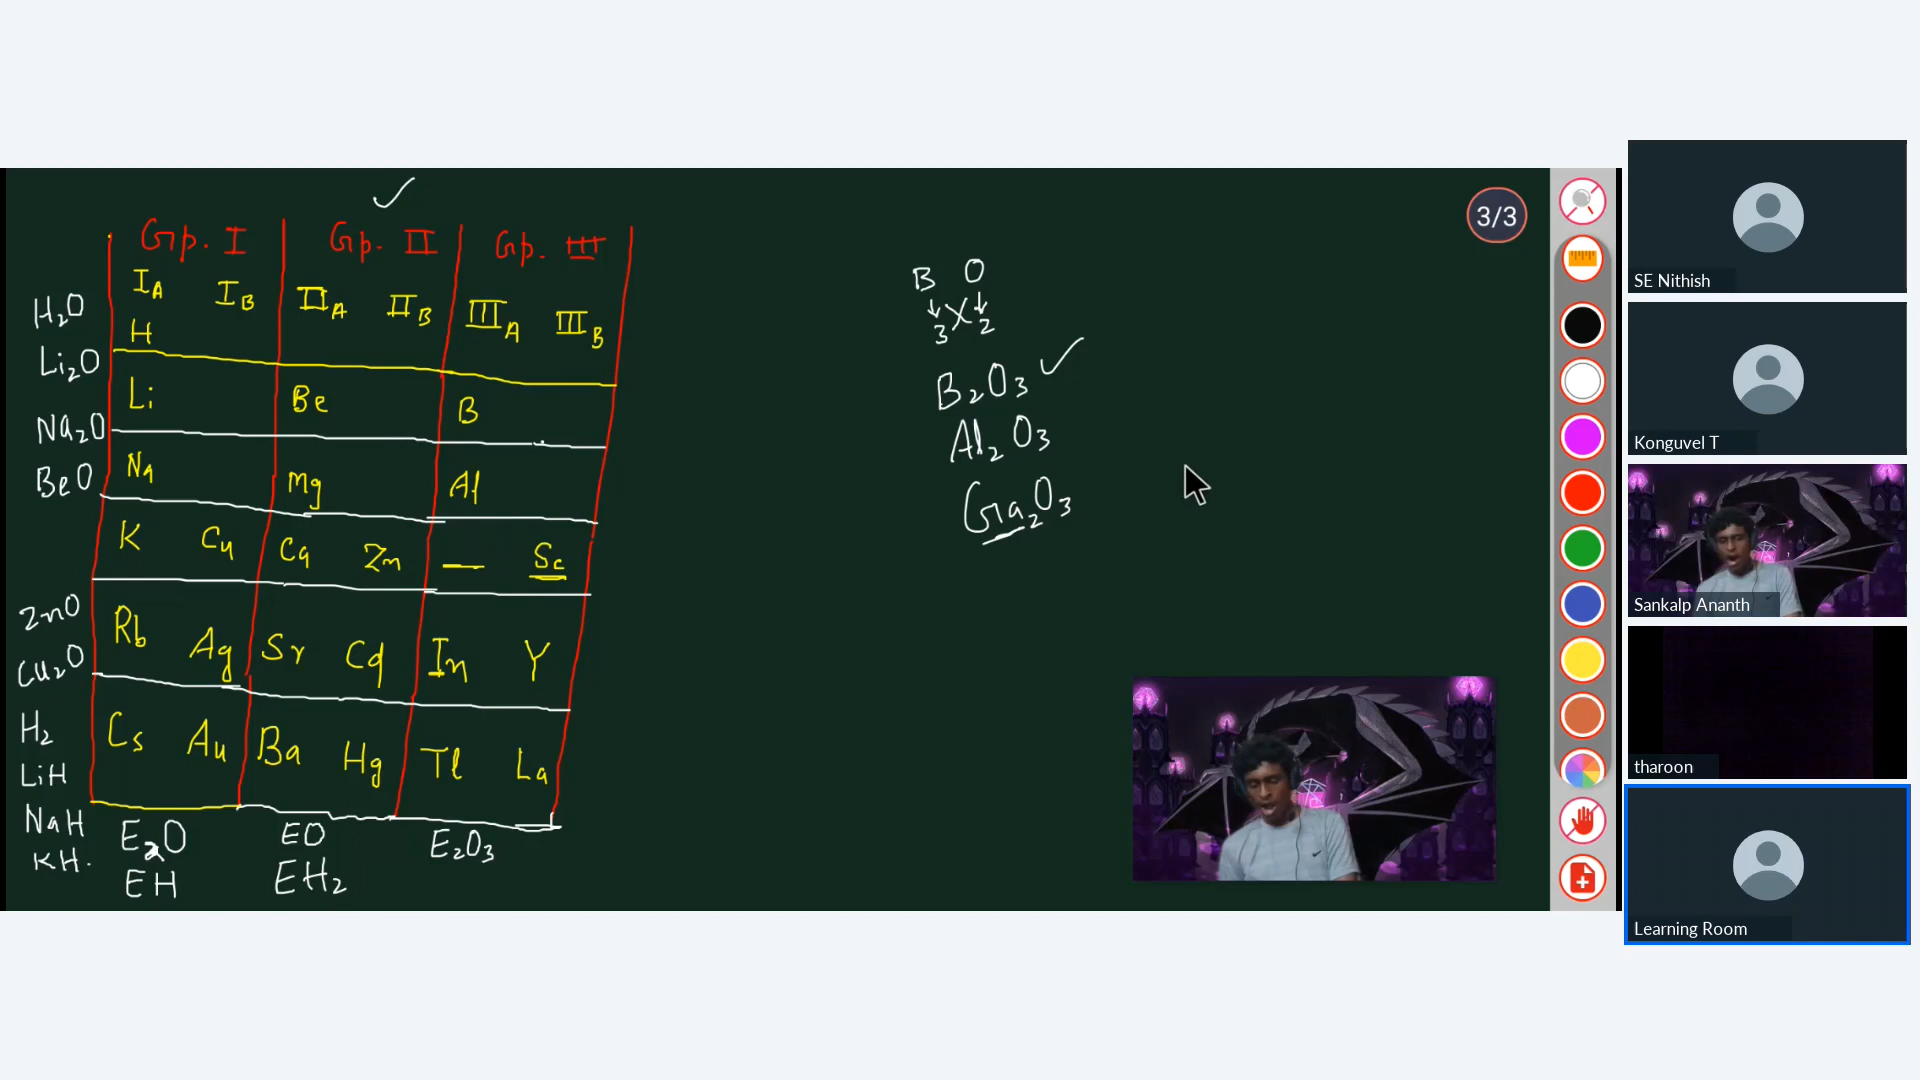 Gp. I Gp. II Gp. III
IA IB IIA IIB IIIA IIIB
H
Li Be B
Na Mg Al
K Cu Ca Zn — Sc
Rb Ag Sr Cd In Y
Cs Au Ba Hg Tl La
E2O EO E2O3
EH EH2
H2O
Li2O
Na2O
BeO
ZnO
Cu2O
H2
LiH
NaH
KH.
B O
3 2
B2O3
Al2O3
Ga2O3
3/3
SE Nithish
Konguvel T
Sankalp Ananth
tharoon
Learning Room